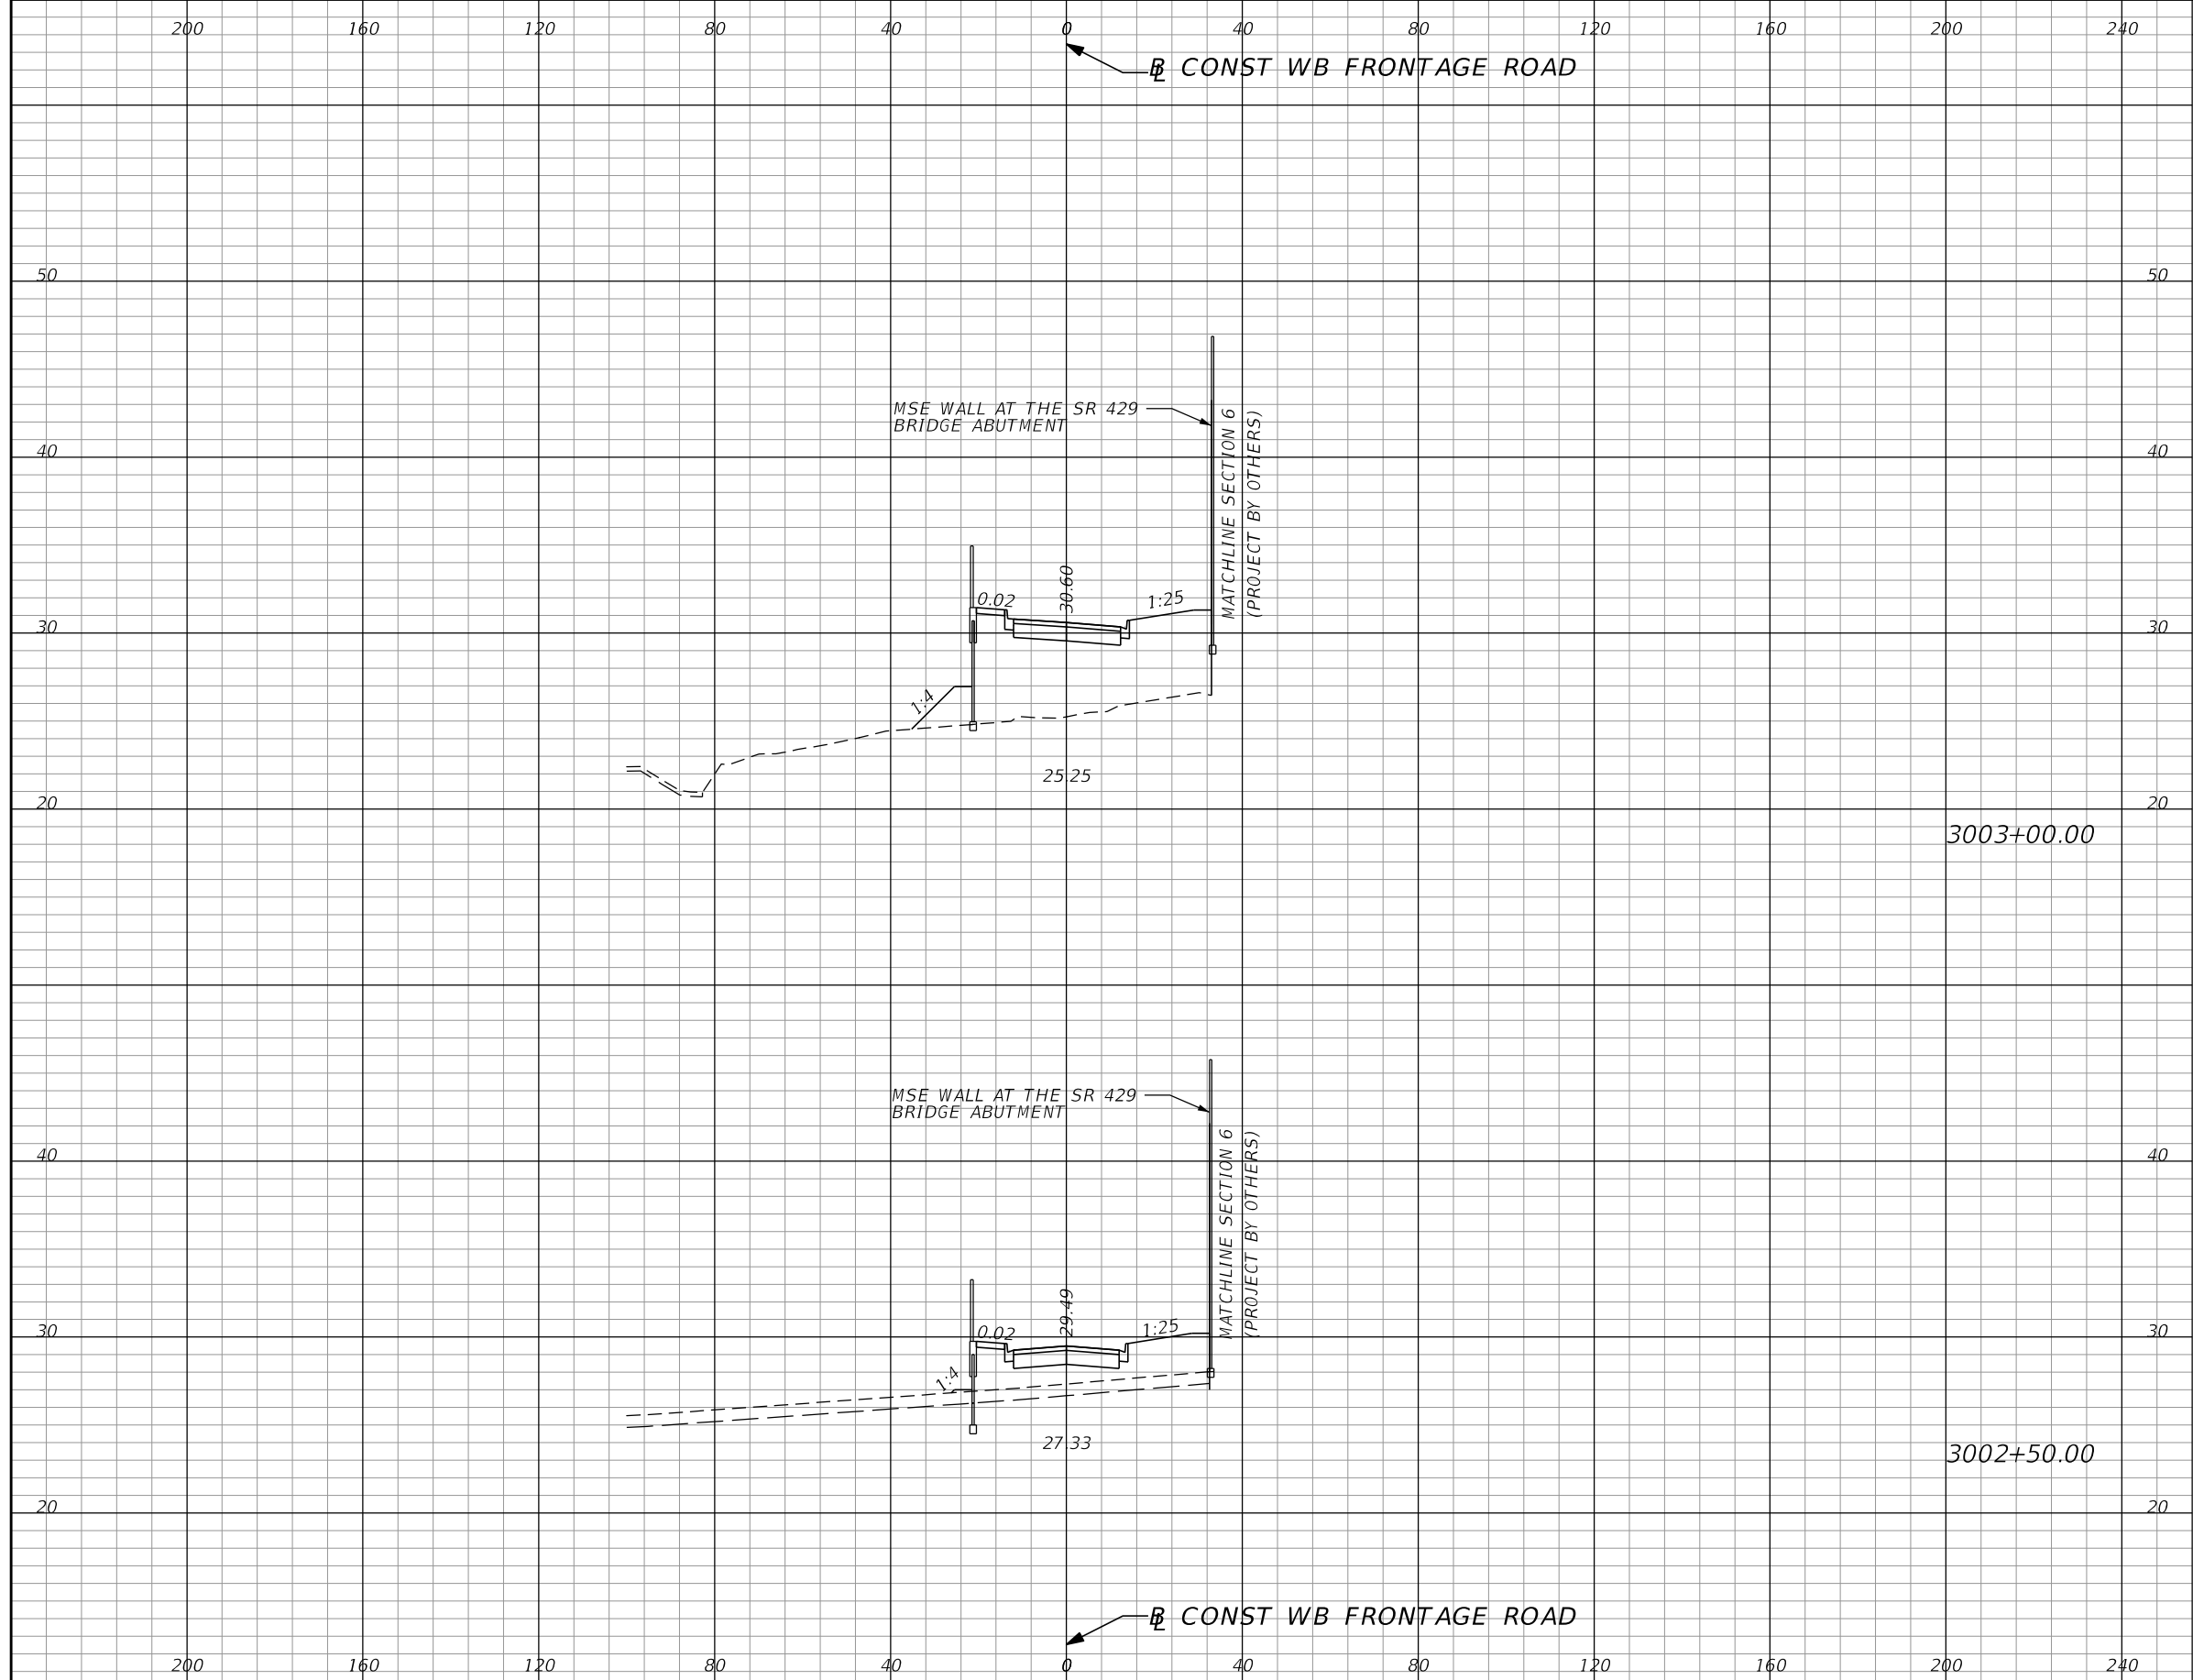 200 160 120 80 40 0 40 80 120 160 200 240
BL CONST WB FRONTAGE ROAD
50 50
MSE WALL AT THE SR 429
BRIDGE ABUTMENT
MATCHLINE SECTION 6
(PROJECT BY OTHERS)
40 40
0.02
30.60
1:25
30 30
1:4
25.25
20 20
3003+00.00
MSE WALL AT THE SR 429
BRIDGE ABUTMENT
MATCHLINE SECTION 6
(PROJECT BY OTHERS)
40 40
0.02
29.49
1:25
30 30
1:4
27.33
3002+50.00
20 20
BL CONST WB FRONTAGE ROAD
200 160 120 80 40 0 40 80 120 160 200 240